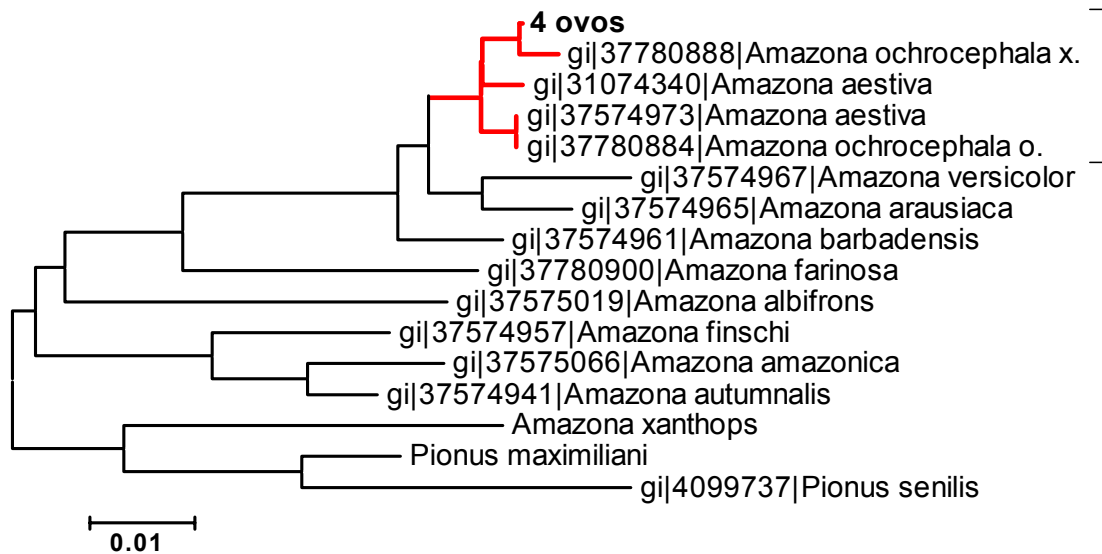 4 ovos
gi|37780888|Amazona ochrocephala x.
gi|31074340|Amazona aestiva
gi|37574973|Amazona aestiva
gi|37780884|Amazona ochrocephala o.
gi|37574967|Amazona versicolor
gi|37574965|Amazona arausiaca
gi|37574961|Amazona barbadensis
gi|37780900|Amazona farinosa
gi|37575019|Amazona albifrons
gi|37574957|Amazona finschi
gi|37575066|Amazona amazonica
gi|37574941|Amazona autumnalis
Amazona xanthops
Pionus maximiliani
gi|4099737|Pionus senilis
0.01